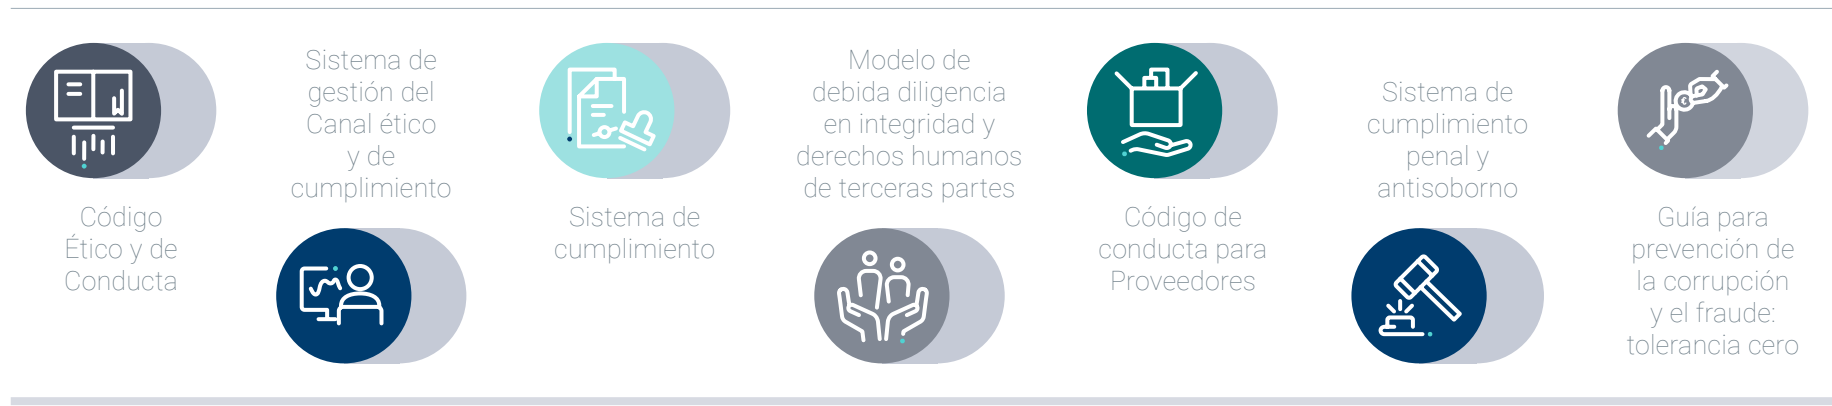 Código
Ético y de
Conducta
Sistema de
gestión del
Canal ético
y de
cumplimiento
Sistema de
cumplimiento
Modelo de
debida diligencia
en integridad y
derechos humanos
de terceras partes
Código de
conducta para
Proveedores
Sistema de
cumplimiento
penal y
antisoborno
Guía para
prevención de
la corrupción
y el fraude:
tolerancia cero